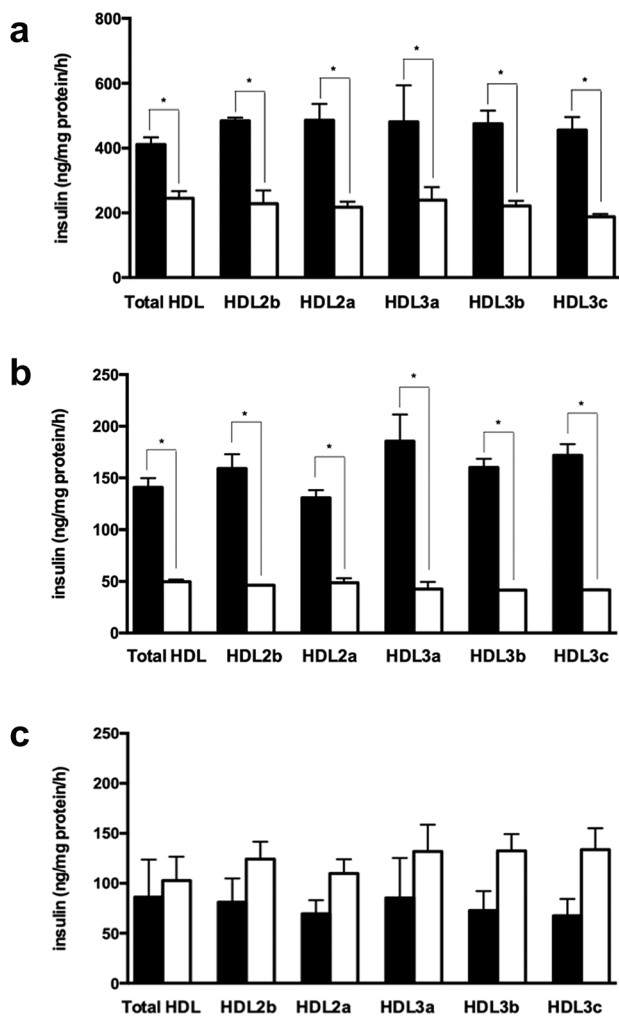 a
insulin (ng/mg protein/h)
800
600
400
200
0
* * * * * *
Total HDL HDL2b HDL2a HDL3a HDL3b HDL3c
b
insulin (ng/mg protein/h)
250
200
150
100
50
0
* * * * * *
Total HDL HDL2b HDL2a HDL3a HDL3b HDL3c
c
insulin (ng/mg protein/h)
250
200
150
100
50
0
Total HDL HDL2b HDL2a HDL3a HDL3b HDL3c